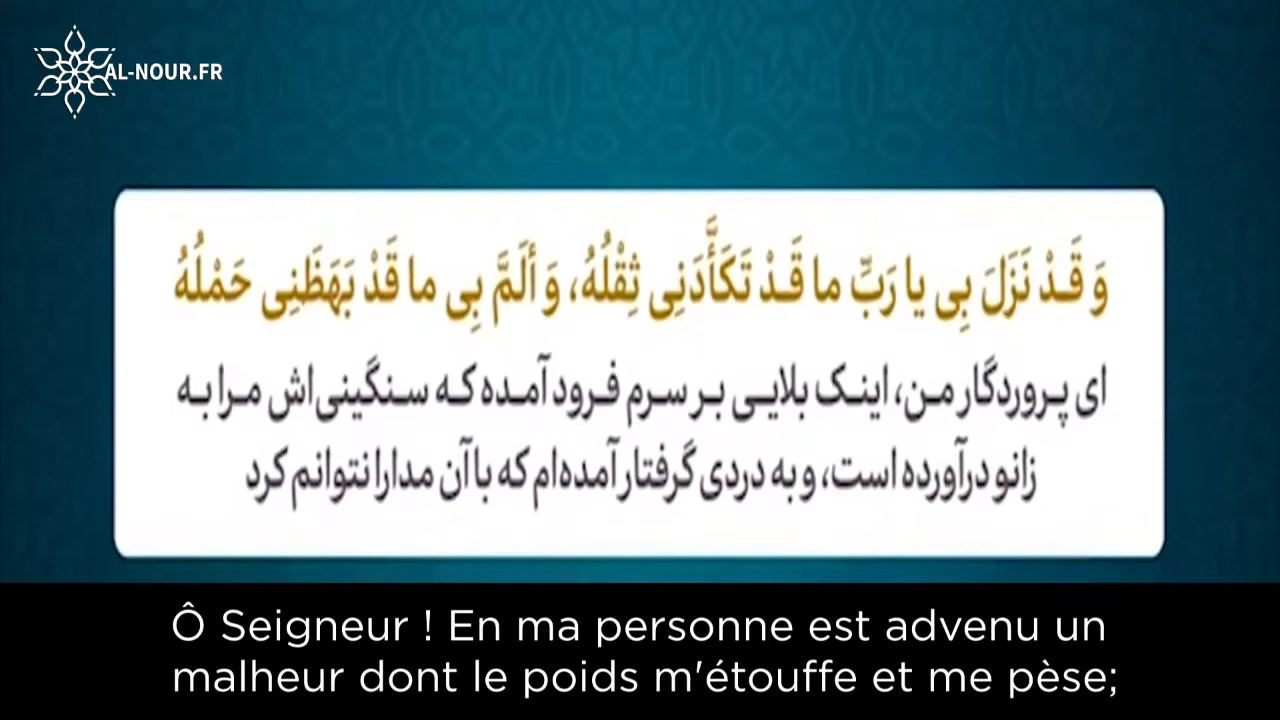 AL-NOUR.FR
وَ قَدْ نَزَلَ بِی یا رَبِّ ما قَدْ تَكَأَّدَنِی ثِقْلُهُ، وَ أَلَمَّ بِی ما قَدْ بَهَظَنِی حَمْلُهُ
ای پروردگار من، اینک بلایی بر سرم فرود آمده که سنگینی‌اش مرا به
زانو درآورده است، و به دردی گرفتار آمده‌ام که با آن مدارا نتوانم کرد
Ô Seigneur ! En ma personne est advenu un
malheur dont le poids m'étouffe et me pèse;